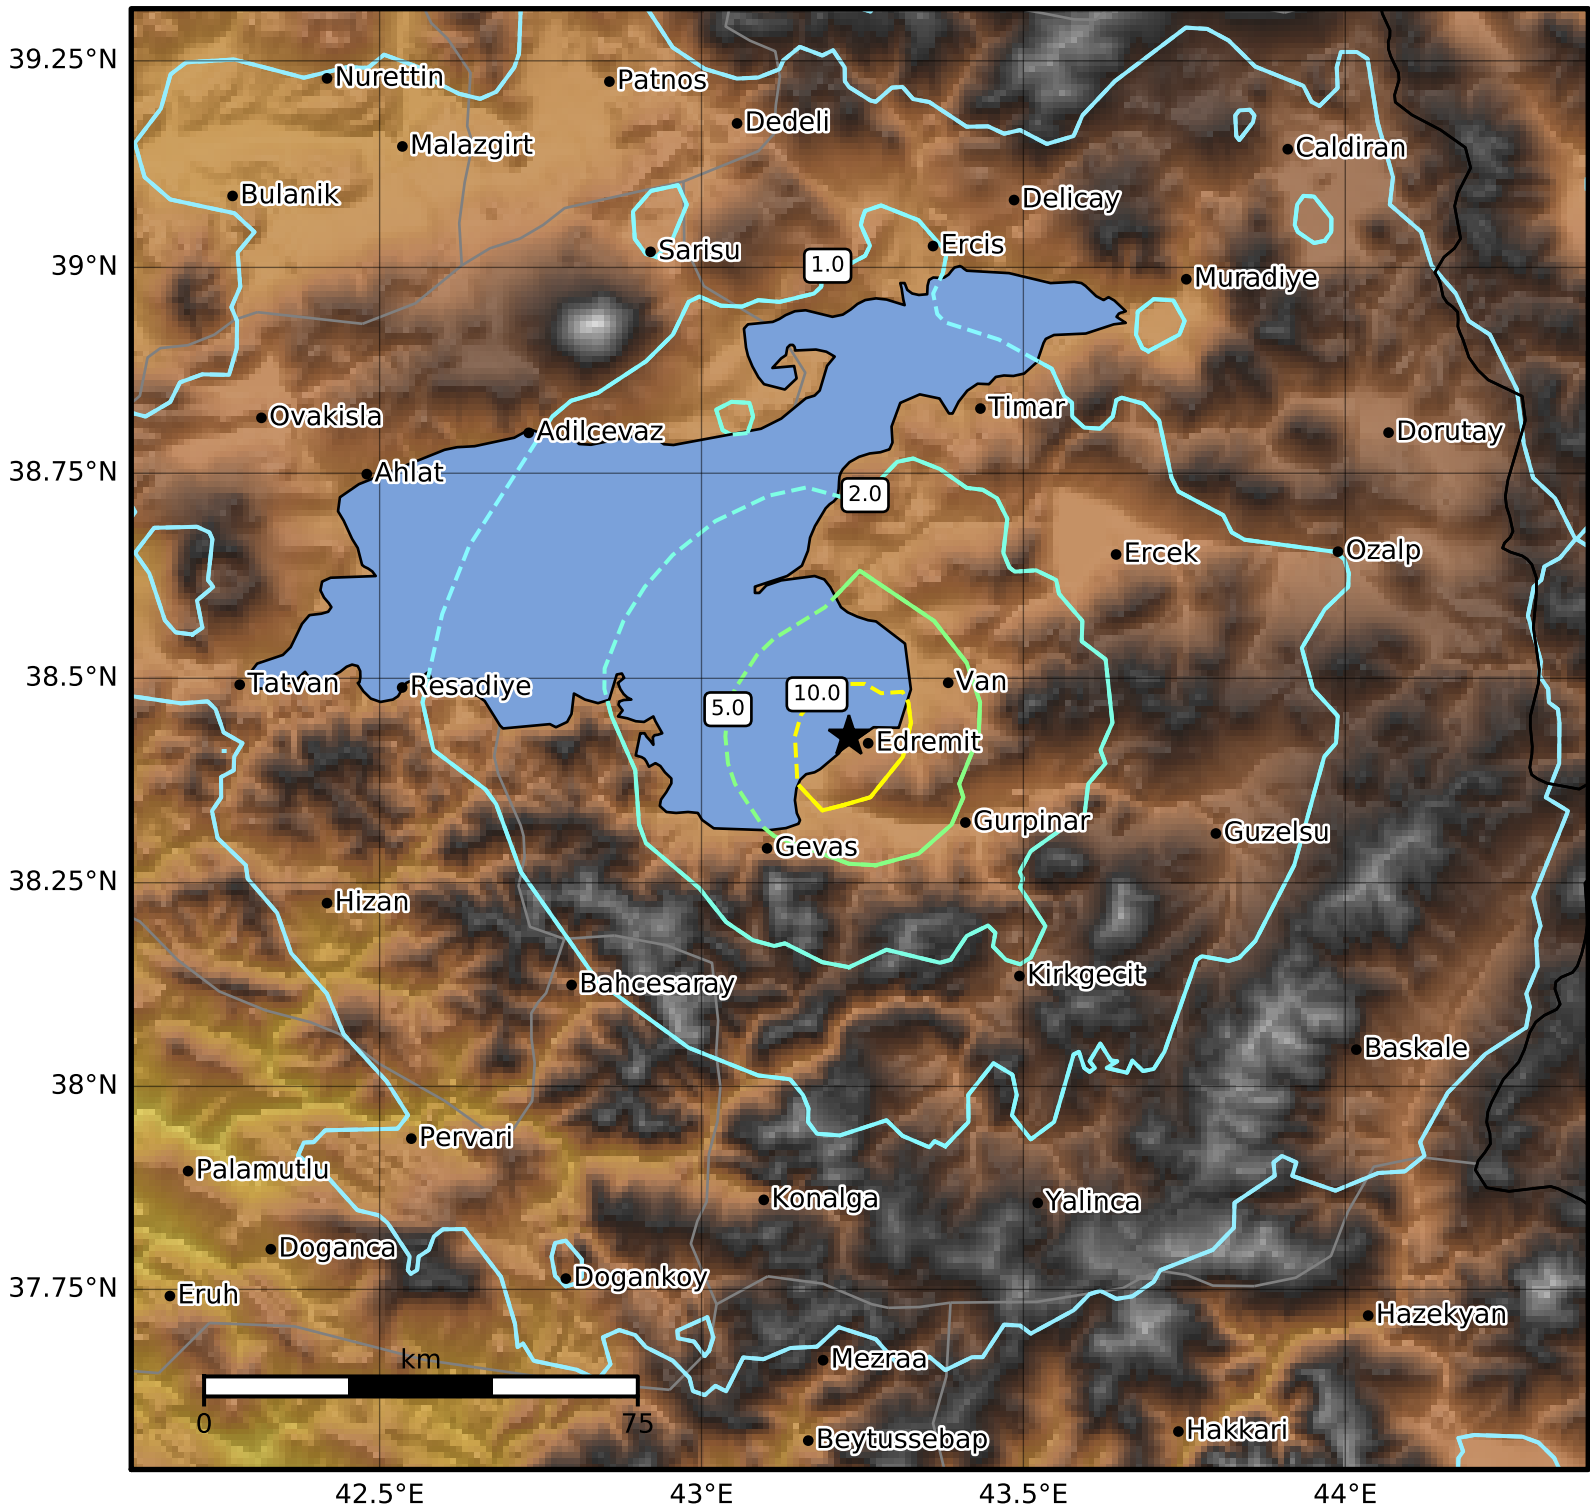 39.25°N
Nurettin
Patnos
Dedeli
Malazgirt
Caldiran
Bulanik
Delicay
Sarisu
Ercis
39°N
1.0
Muradiye
Ovakisla
Timar
Adilcevaz
Dorutay
38.75°N
Ahlat
2.0
Ercek
Ozalp
38.5°N
Tatvan
Resadiye
Van
10.0
5.0
Edremit
Gurpinar
Guzelsu
Gevas
38.25°N
Hizan
Kirkgecit
Bahcesaray
Baskale
38°N
Pervari
Palamutlu
Konalga
Yalinca
Doganca
Dogankoy
37.75°N
Eruh
Hazekyan
km
Mezraa
0
75
Hakkari
Beytussebap
42.5°E
43°E
43.5°E
44°E